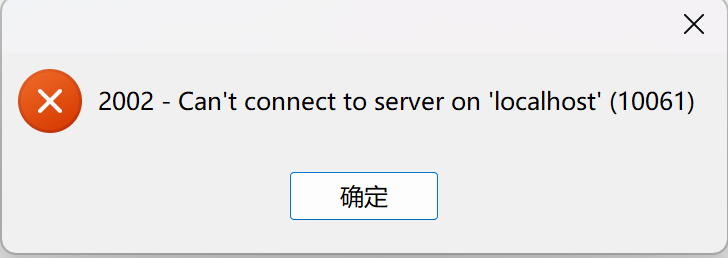 2002 - Can't connect to server on 'localhost' (10061)
确定